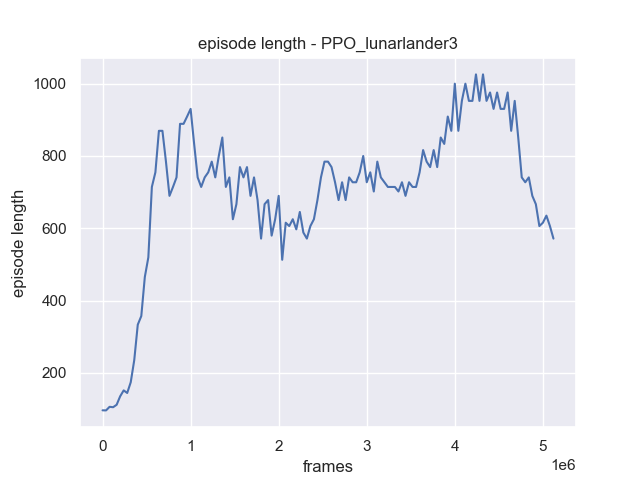 episode length - PPO_lunarlander3
episode length
1000
800
600
400
200
0 1 2 3 4 5
1e6
frames